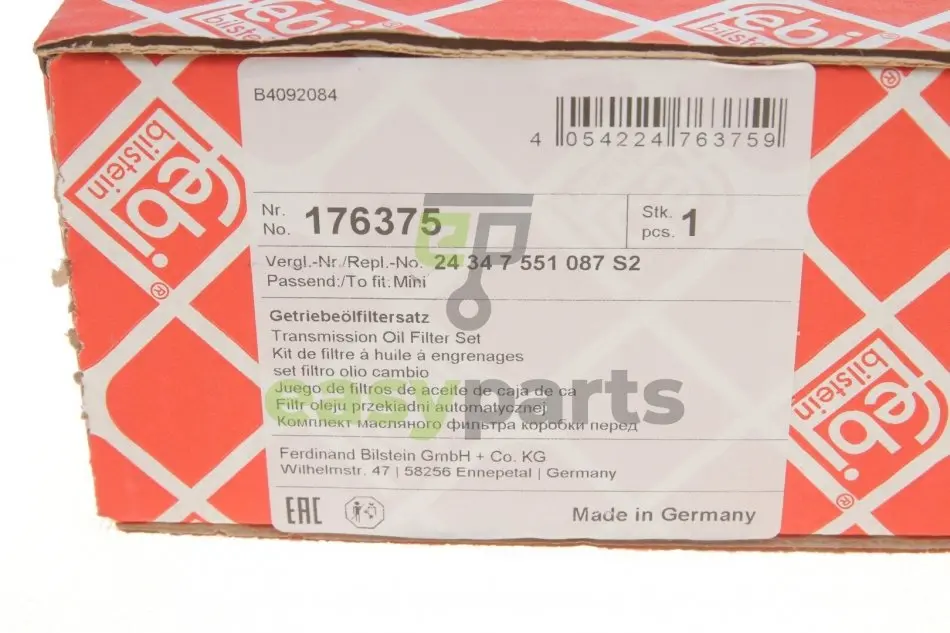 febi
bilstein
febi
bilstein
B4092084
4 054224 763759
febi
bilstein
®
Nr.
No. 176375
Stk.
pcs. 1
Vergl.-Nr./Repl.-No. 24 34 7 551 087 S2
Passend:/To fit: Mini
Getriebeölfiltersatz
Transmission Oil Filter Set
Kit de filtre à huile à engrenages
set filtro olio cambio
Juego de filtros de aceite de caja de ca
Filtr oleju przekładni automatycznej
Комплект масляного фильтра коробки перед
easyparts
Ferdinand Bilstein GmbH + Co. KG
Wilhelmstr. 47 | 58256 Ennepetal | Germany
EAC
Made in Germany
febi
bilstein
®